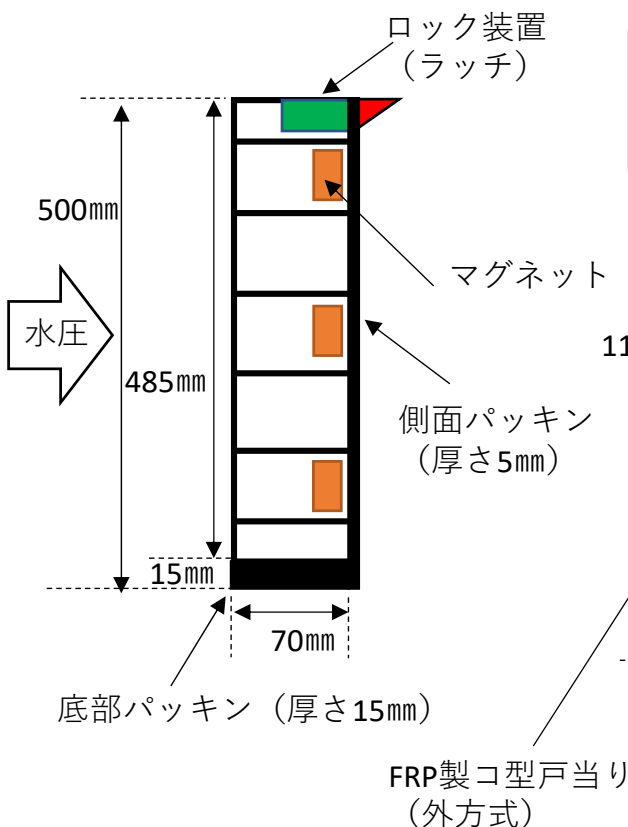 ロック装置
（ラッチ）
500㎜
マグネット
水圧
11
485㎜
側面パッキン
（厚さ5㎜）
15㎜
70㎜
底部パッキン（厚さ15㎜）
FRP製コ型戸当り
（外方式）